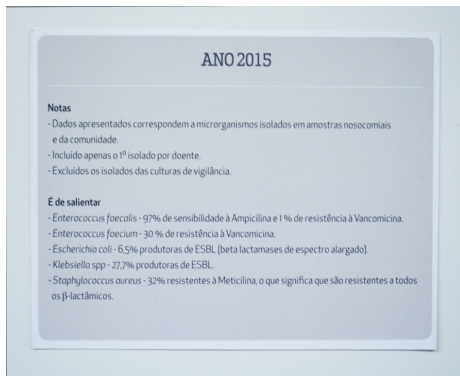 ANO 2015
Notas
- Dados apresentados correspondem a microrganismos isolados em amostras nosocomiais
e da comunidade.
- Incluído apenas o 1º isolado por doente.
- Excluídos os isolados das culturas de vigilância.
É de salientar
- Enterococcus faecalis - 97% de sensibilidade à Ampicilina e 1 % de resistência à Vancomicina.
- Enterococcus faecium - 30 % de resistência à Vancomicina.
- Escherichia coli - 6,5% produtoras de ESBL (beta lactamases de espectro alargado).
- Klebsiella spp - 27,7% produtoras de ESBL.
- Staphylococcus aureus - 32% resistentes à Meticilina, o que significa que são resistentes a todos
os β-lactâmicos.